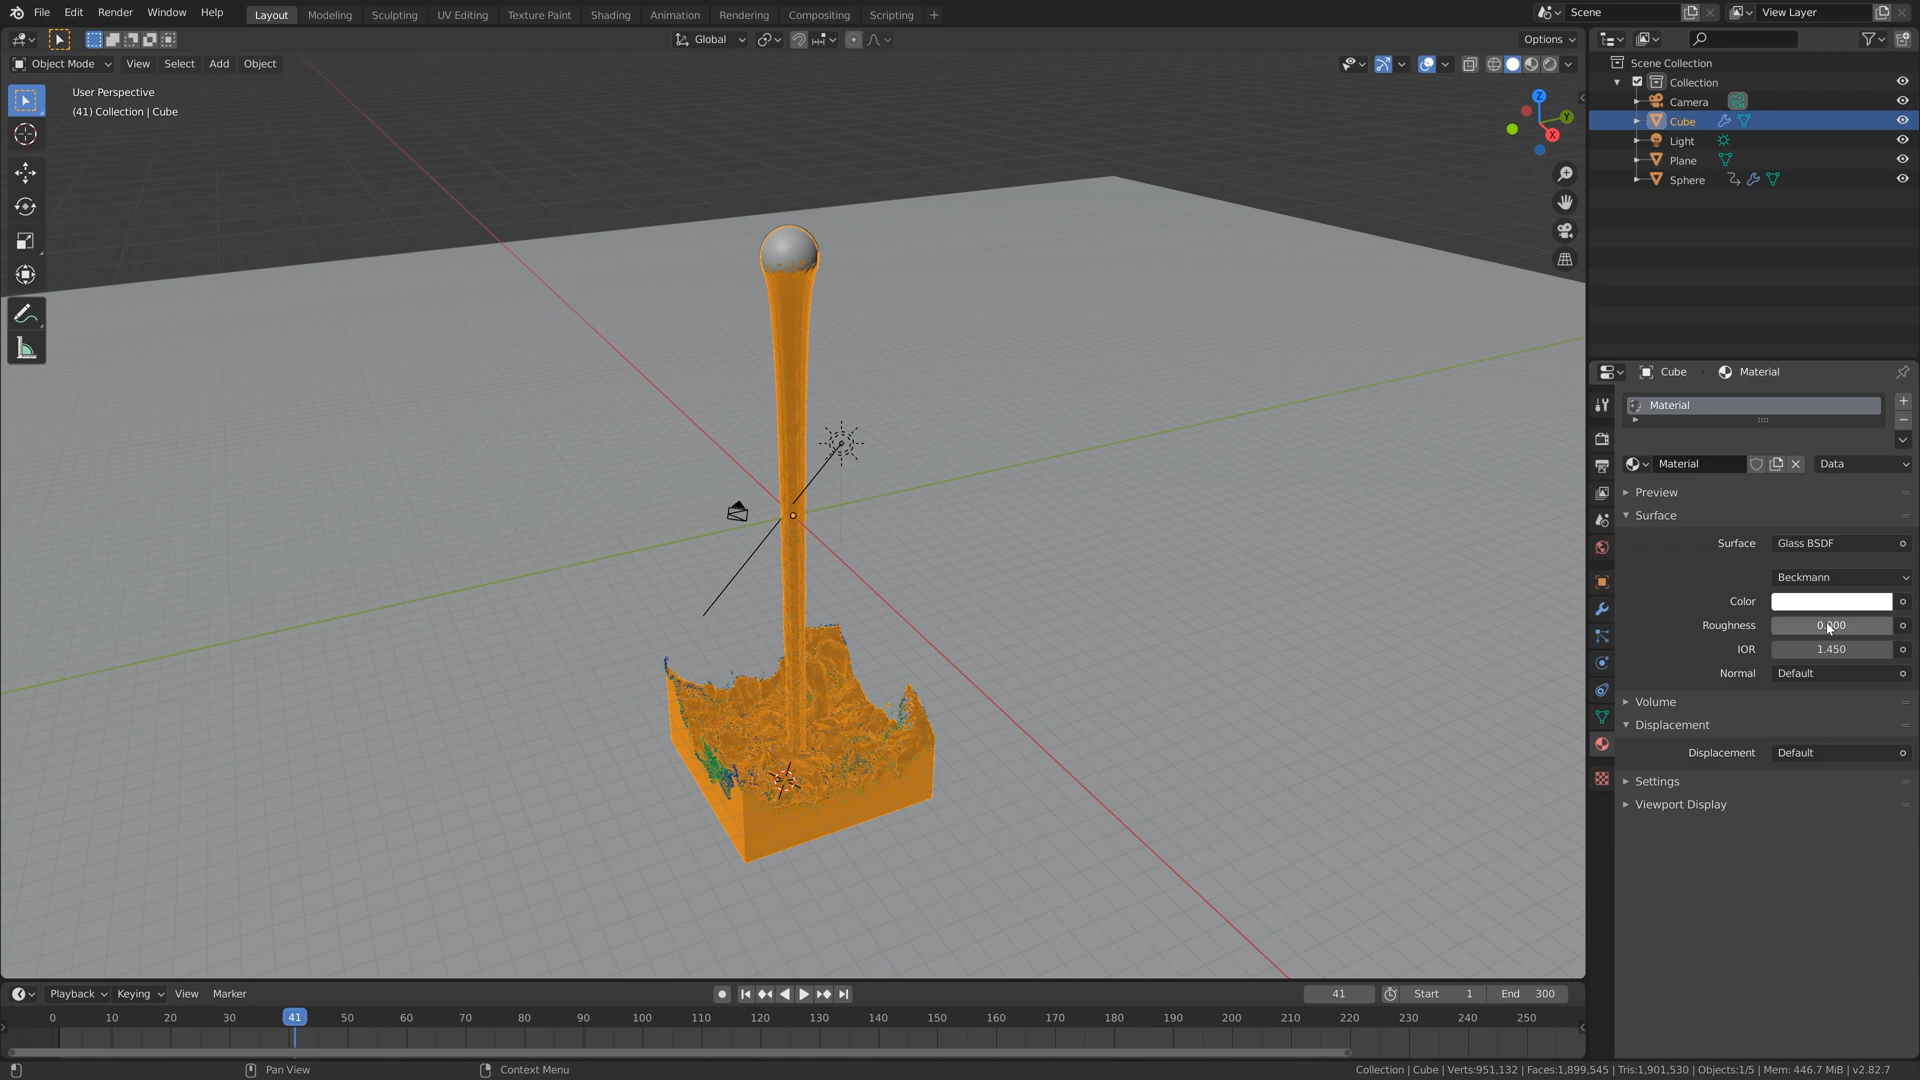 File Edit Render Window Help Layout Modeling Sculpting UV Editing Texture Paint Shading Animation Rendering Compositing Scripting + Scene View Layer
Global Options
Object Mode View Select Add Object
User Perspective
(41) Collection | Cube
Z
Y
X
Scene Collection
Collection
Camera
Cube
Light
Plane
Sphere
Cube Material
Material
Material Data
Preview
Surface
Surface Glass BSDF
Beckmann
Color
Roughness 0.000
IOR 1.450
Normal Default
Volume
Displacement
Displacement Default
Settings
Viewport Display
Playback Keying View Marker 41 Start 1 End 300
0 10 20 30 41 50 60 70 80 90 100 110 120 130 140 150 160 170 180 190 200 210 220 230 240 250
Pan View Context Menu Collection | Cube | Verts:951,132 | Faces:1,899,545 | Tris:1,901,530 | Objects:1/5 | Mem: 446.7 MiB | v2.82.7